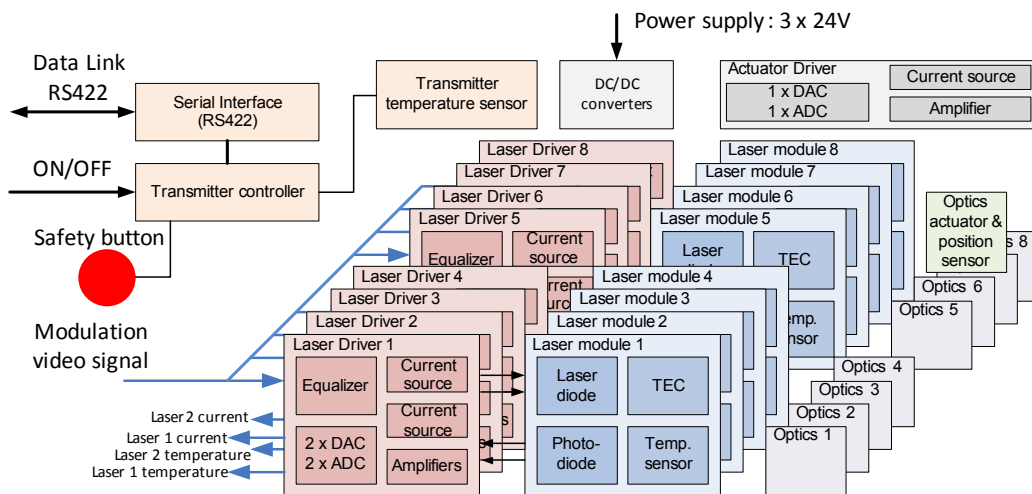 Power supply : 3 x 24V
Data Link
RS422
Serial Interface
(RS422)
Transmitter
temperature sensor
DC/DC
converters
Actuator Driver
1 x DAC
1 x ADC
Current source
Amplifier
ON/OFF
Transmitter controller
Safety button
Modulation
video signal
Laser Driver 8
Laser Driver 7
Laser Driver 6
Laser Driver 5
Equalizer
Current
source
Laser Driver 4
Laser Driver 3
Laser Driver 2
Laser Driver 1
Equalizer
Current
source
Current
source
2 x DAC
2 x ADC
Amplifiers
Laser module 8
Laser module 7
Laser module 6
Laser module 5
Laser
TEC
sensor
Laser module 4
Laser module 3
Laser module 2
Laser module 1
Laser
diode
TEC
Photo-
diode
Temp.
sensor
Optics
actuator &
position
sensor
Optics 6
Optics 5
Optics 4
Optics 3
Optics 2
Optics 1
Laser2 current
Laser 1 current
Laser 2 temperature
Laser 1 temperature